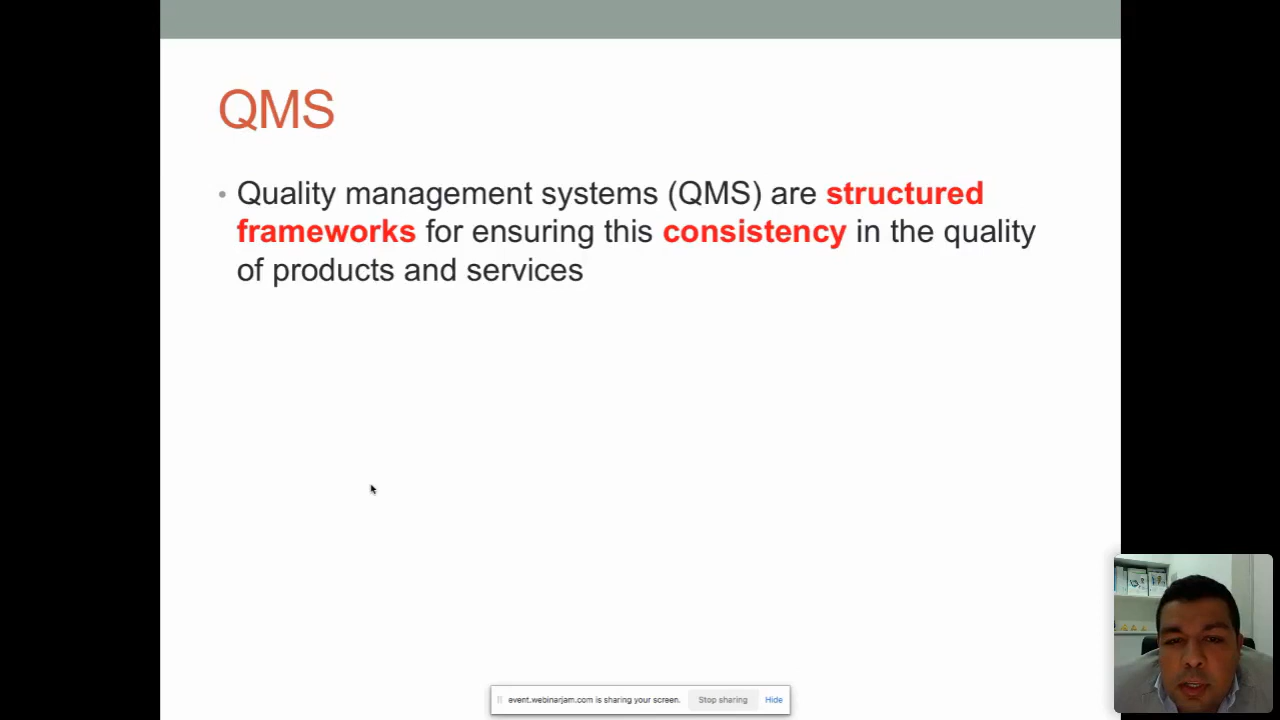 QMS
• Quality management systems (QMS) are structured
frameworks for ensuring this consistency in the quality
of products and services
event.webinarjam.com is sharing your screen. Stop sharing Hide